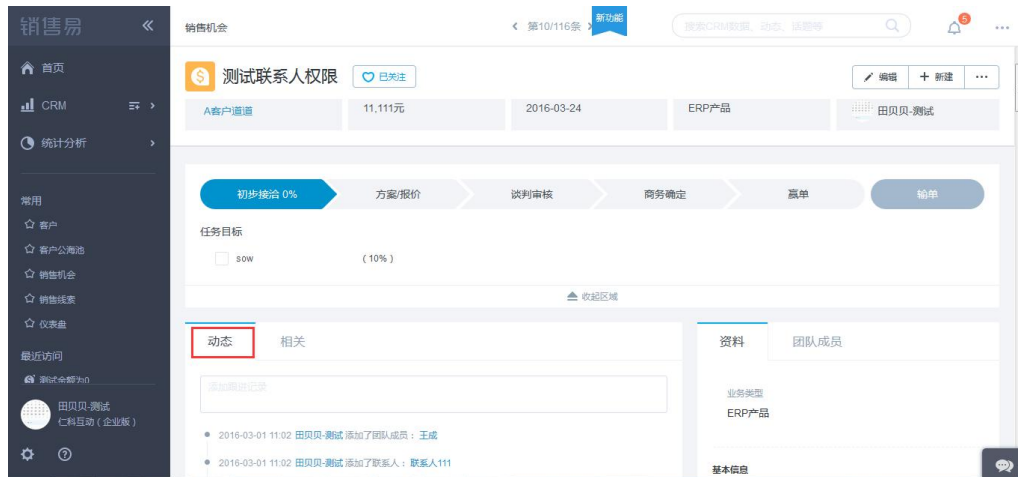 销售易
首页
CRM
统计分析
常用
客户
客户公海池
销售机会
销售线索
仪表盘
最近访问
测试金额为0
田贝贝-测试
仁科互动（企业版）
销售机会
第10/116条
新功能
搜索CRM数据、动态、话题等
5
测试联系人权限
已关注
编辑
新建
A客户道道
11,111元
2016-03-24
ERP产品
田贝贝-测试
初步接洽 0%
方案/报价
谈判审核
商务确定
赢单
输单
任务目标
sow （10%）
收起区域
动态
相关
添加跟进记录
2016-03-01 11:02 田贝贝-测试 添加了团队成员：王成
2016-03-01 11:02 田贝贝-测试 添加了联系人：联系人111
资料
团队成员
业务类型
ERP产品
基本信息